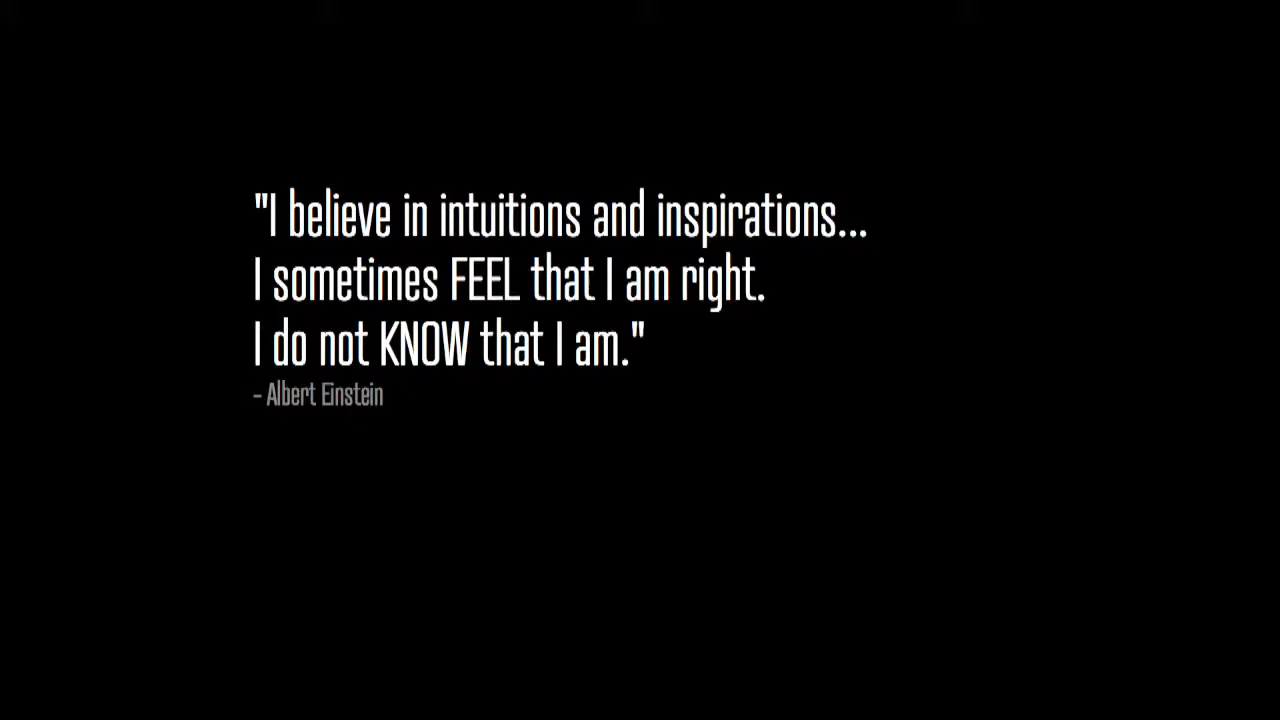 "I believe in intuitions and inspirations...
I sometimes FEEL that I am right.
I do not KNOW that I am."
- Albert Einstein